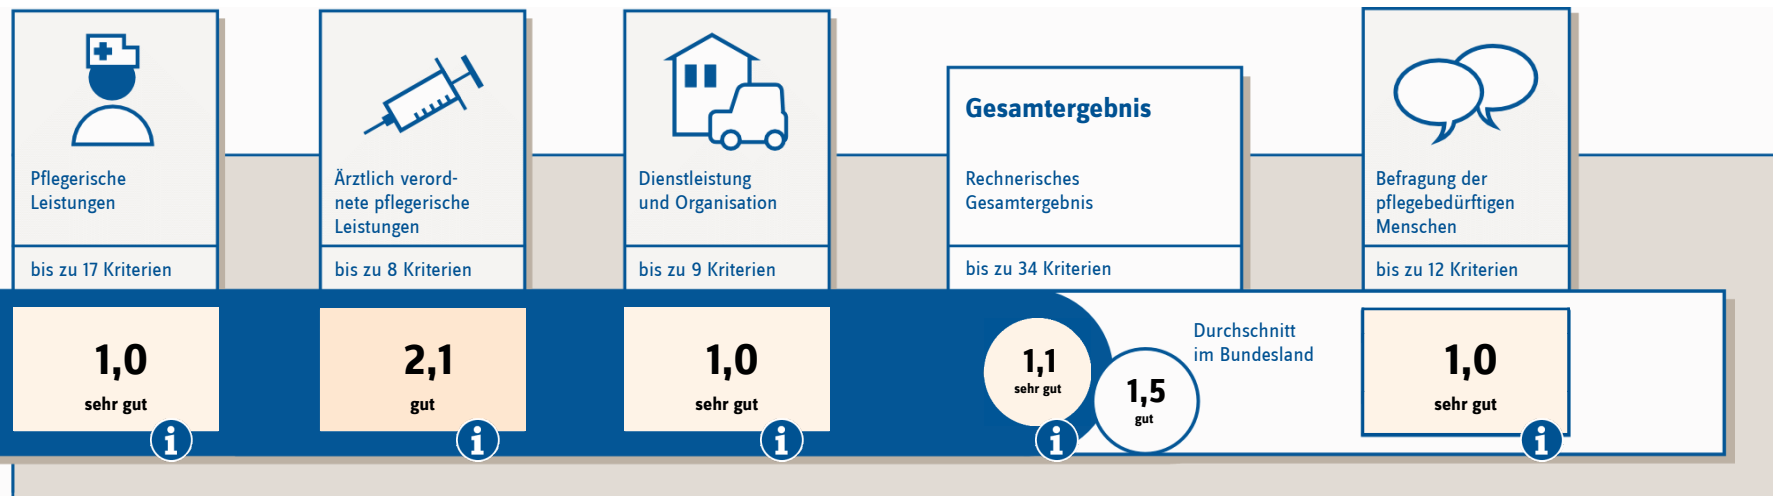 Pflegerische
Leistungen
bis zu 17 Kriterien
1,0
sehr gut
Ärztlich verord-
nete pflegerische
Leistungen
bis zu 8 Kriterien
2,1
gut
Dienstleistung
und Organisation
bis zu 9 Kriterien
1,0
sehr gut
Gesamtergebnis
Rechnerisches
Gesamtergebnis
bis zu 34 Kriterien
1,1
sehr gut
1,5
gut
Durchschnitt
im Bundesland
Befragung der
pflegebedürftigen
Menschen
bis zu 12 Kriterien
1,0
sehr gut